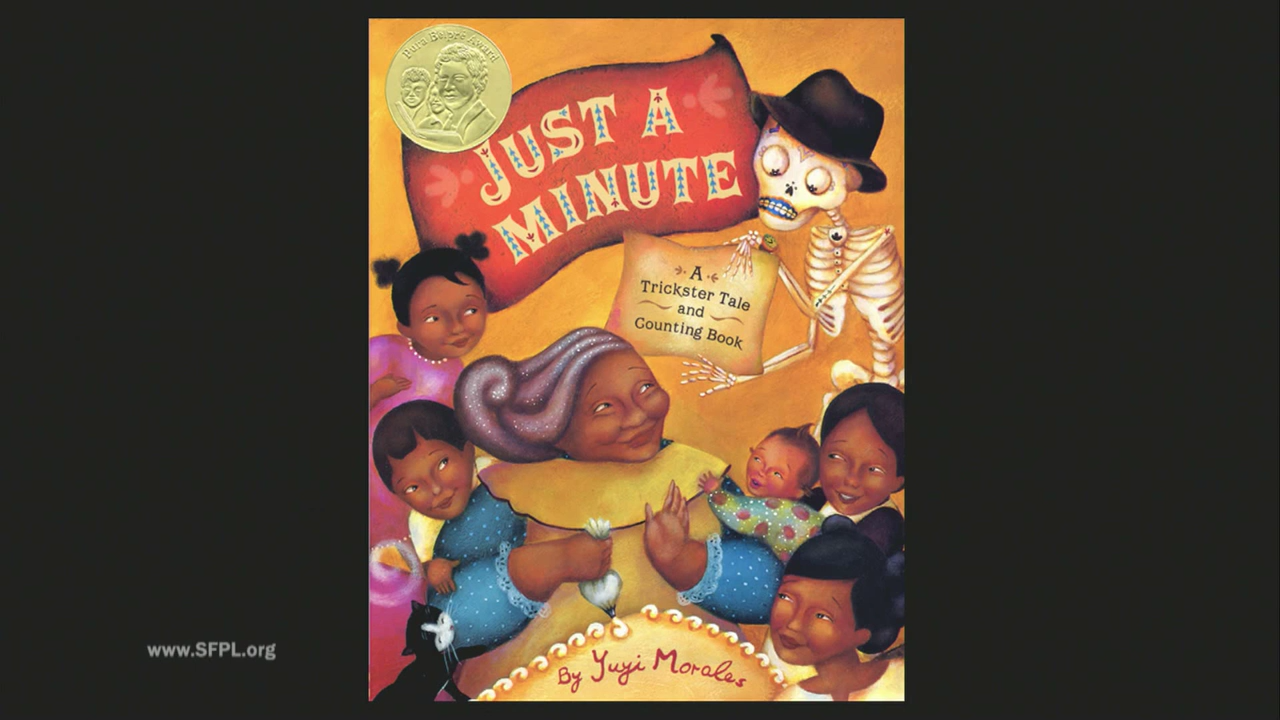 Pura Belpré Award
JUST A
MINUTE
A
Trickster Tale
and
Counting Book
www.SFPL.org
By Yuyi Morales